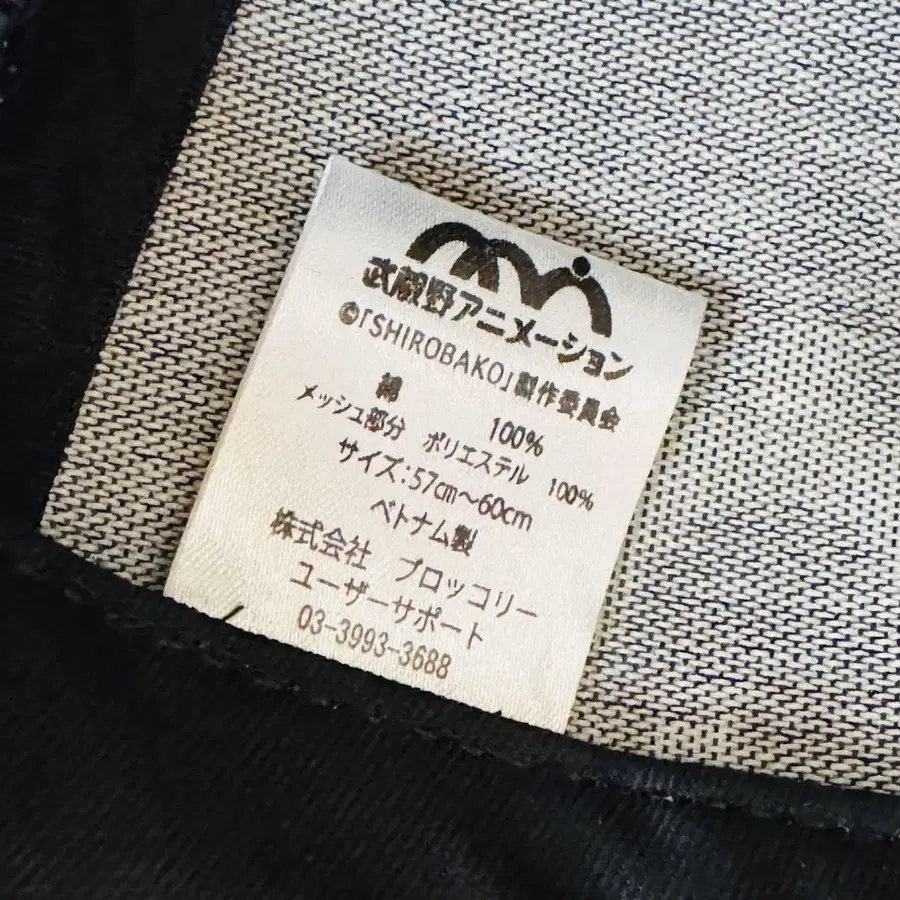 武蔵野アニメーション
©「SHIROBAKO」製作委員会
綿 100%
メッシュ部分 ポリエステル 100%
サイズ:57㎝～60cm
ベトナム製
株式会社 ブロッコリー
ユーザーサポート
03-3993-3688